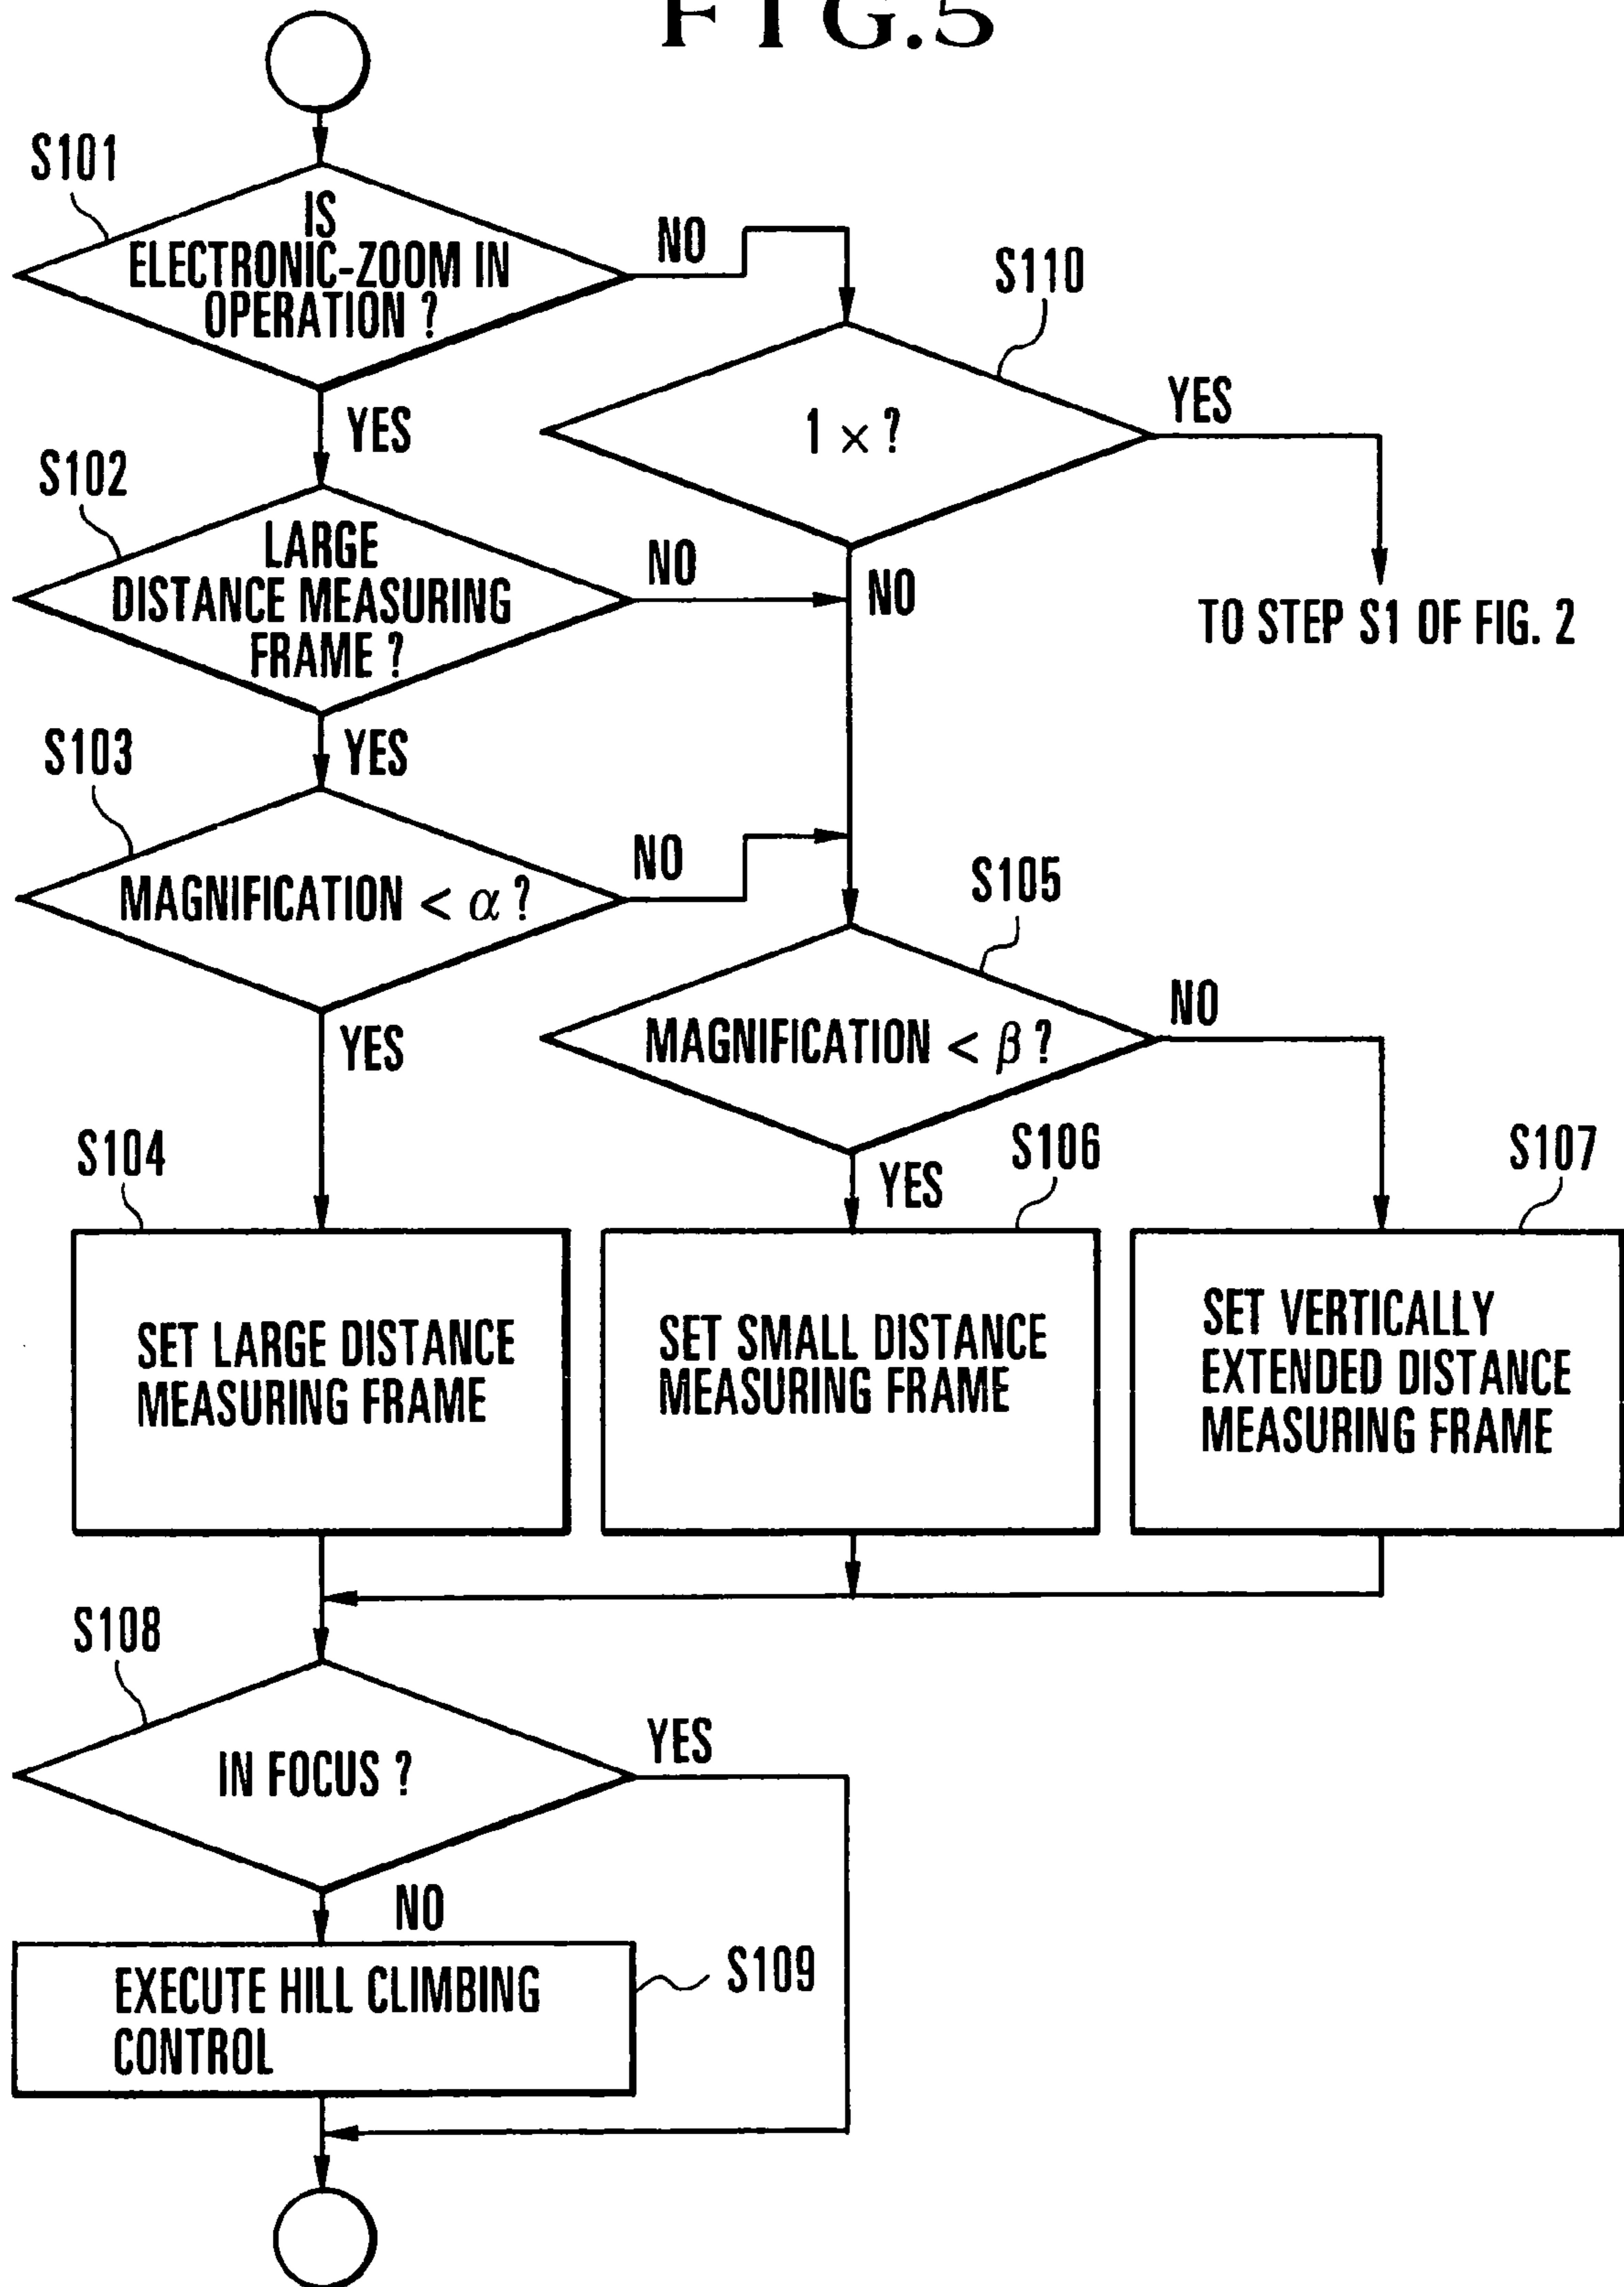 FIG.5
S101
IS
ELECTRONIC-ZOOM IN
OPERATION ?
NO
YES
S110
1 × ?
YES
NO
TO STEP S1 OF FIG. 2
S102
LARGE
DISTANCE MEASURING
FRAME ?
NO
YES
S103
MAGNIFICATION < α ?
NO
YES
S105
MAGNIFICATION < β ?
NO
YES
S104
SET LARGE DISTANCE
MEASURING FRAME
S106
SET SMALL DISTANCE
MEASURING FRAME
S107
SET VERTICALLY
EXTENDED DISTANCE
MEASURING FRAME
S108
IN FOCUS ?
YES
NO
EXECUTE HILL CLIMBING
CONTROL
S109